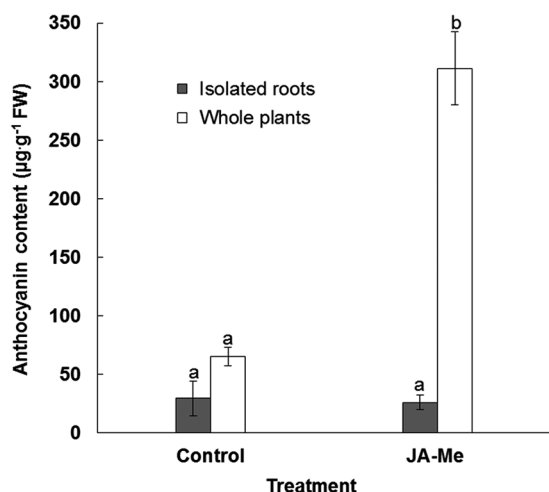 Anthocyanin content (µg·g⁻¹ FW)
350
300
250
200
150
100
50
0
Isolated roots
Whole plants
a
a
a
b
Control
JA-Me
Treatment